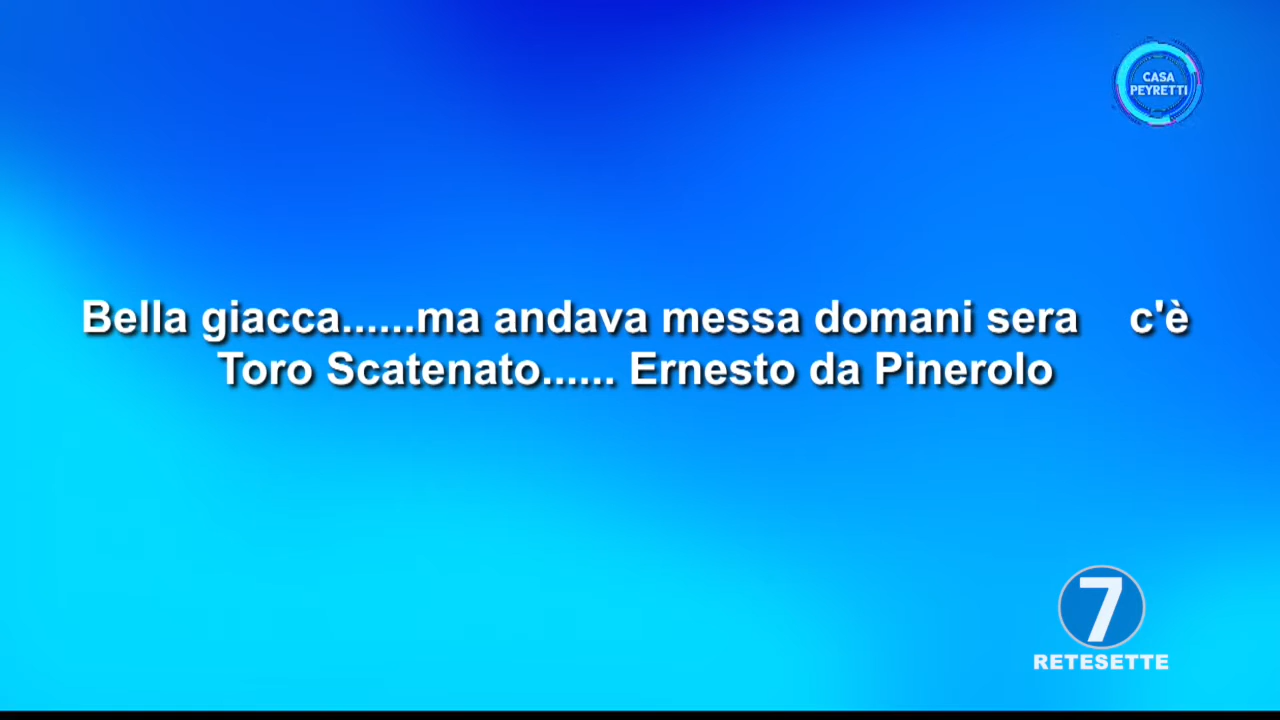 CASA
PEYRETTI
Bella giacca......ma andava messa domani sera c'è
Toro Scatenato...... Ernesto da Pinerolo
7
RETESETTE